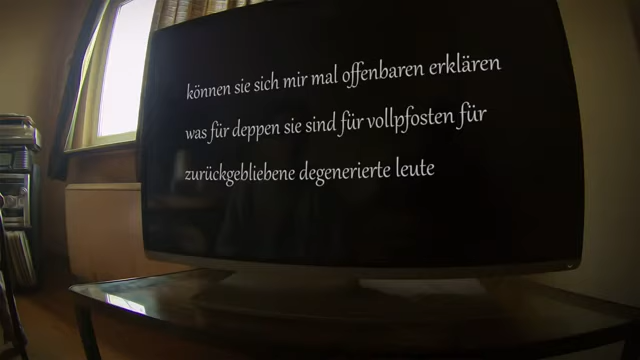 können sie sich mir mal offenbaren erklären
was für deppen sie sind für vollpfosten für
zurückgebliebene degenerierte leute